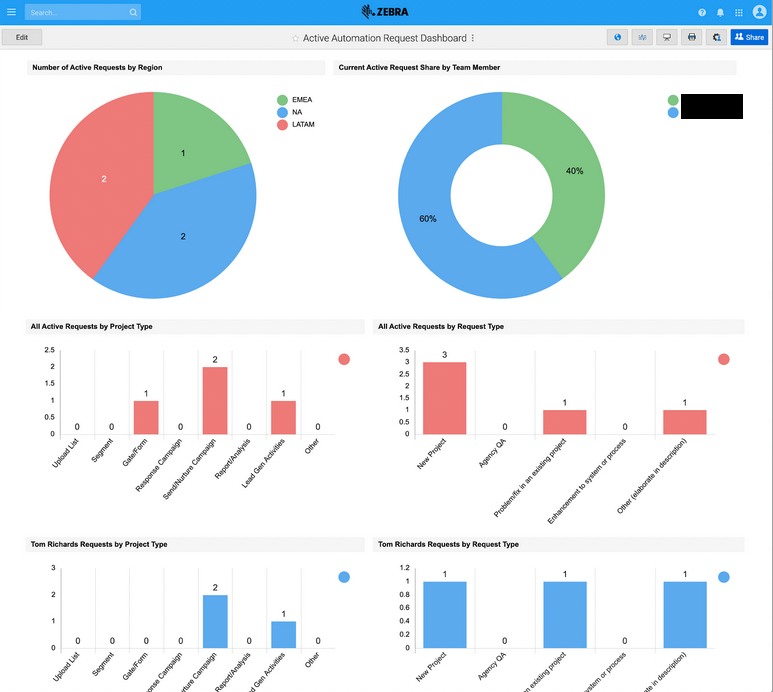 Search...
ZEBRA
Edit
Active Automation Request Dashboard
Share
Number of Active Requests by Region
Current Active Request Share by Team Member
EMEA
NA
LATAM
1
2
2
40%
60%
All Active Requests by Project Type
All Active Requests by Request Type
2.5
2
1.5
1
0.5
0
0
0
1
0
2
0
1
0
Upload List
Segment
Gate/Form
Response Campaign
Send/Nurture Campaign
Report/Analysis
Lead Gen Activities
Other
3.5
3
2.5
2
1.5
1
0.5
0
3
0
1
0
1
New Project
Agency QA
Problem/fix in an existing project
Enhancement to system or process
Other (elaborate in description)
Tom Richards Requests by Project Type
Tom Richards Requests by Request Type
3
2
1
0
0
0
0
0
2
0
1
0
Upload List
Segment
Gate/Form
onse Campaign
rture Campaign
Report/Analysis
d Gen Activities
Other
1.2
1
0.8
0.6
0.4
0.2
0
1
0
1
0
1
New Project
Agency QA
existing project
stem or process
ate in description)